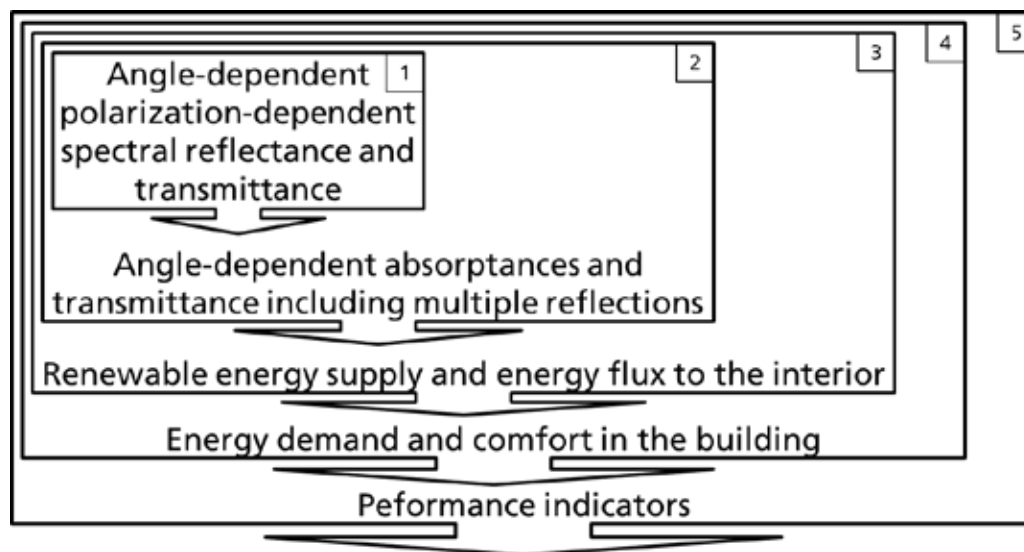 5
4
3
2
1
Angle-dependent
polarization-dependent
spectral reflectance and
transmittance
Angle-dependent absorptances and
transmittance including multiple reflections
Renewable energy supply and energy flux to the interior
Energy demand and comfort in the building
Peformance indicators